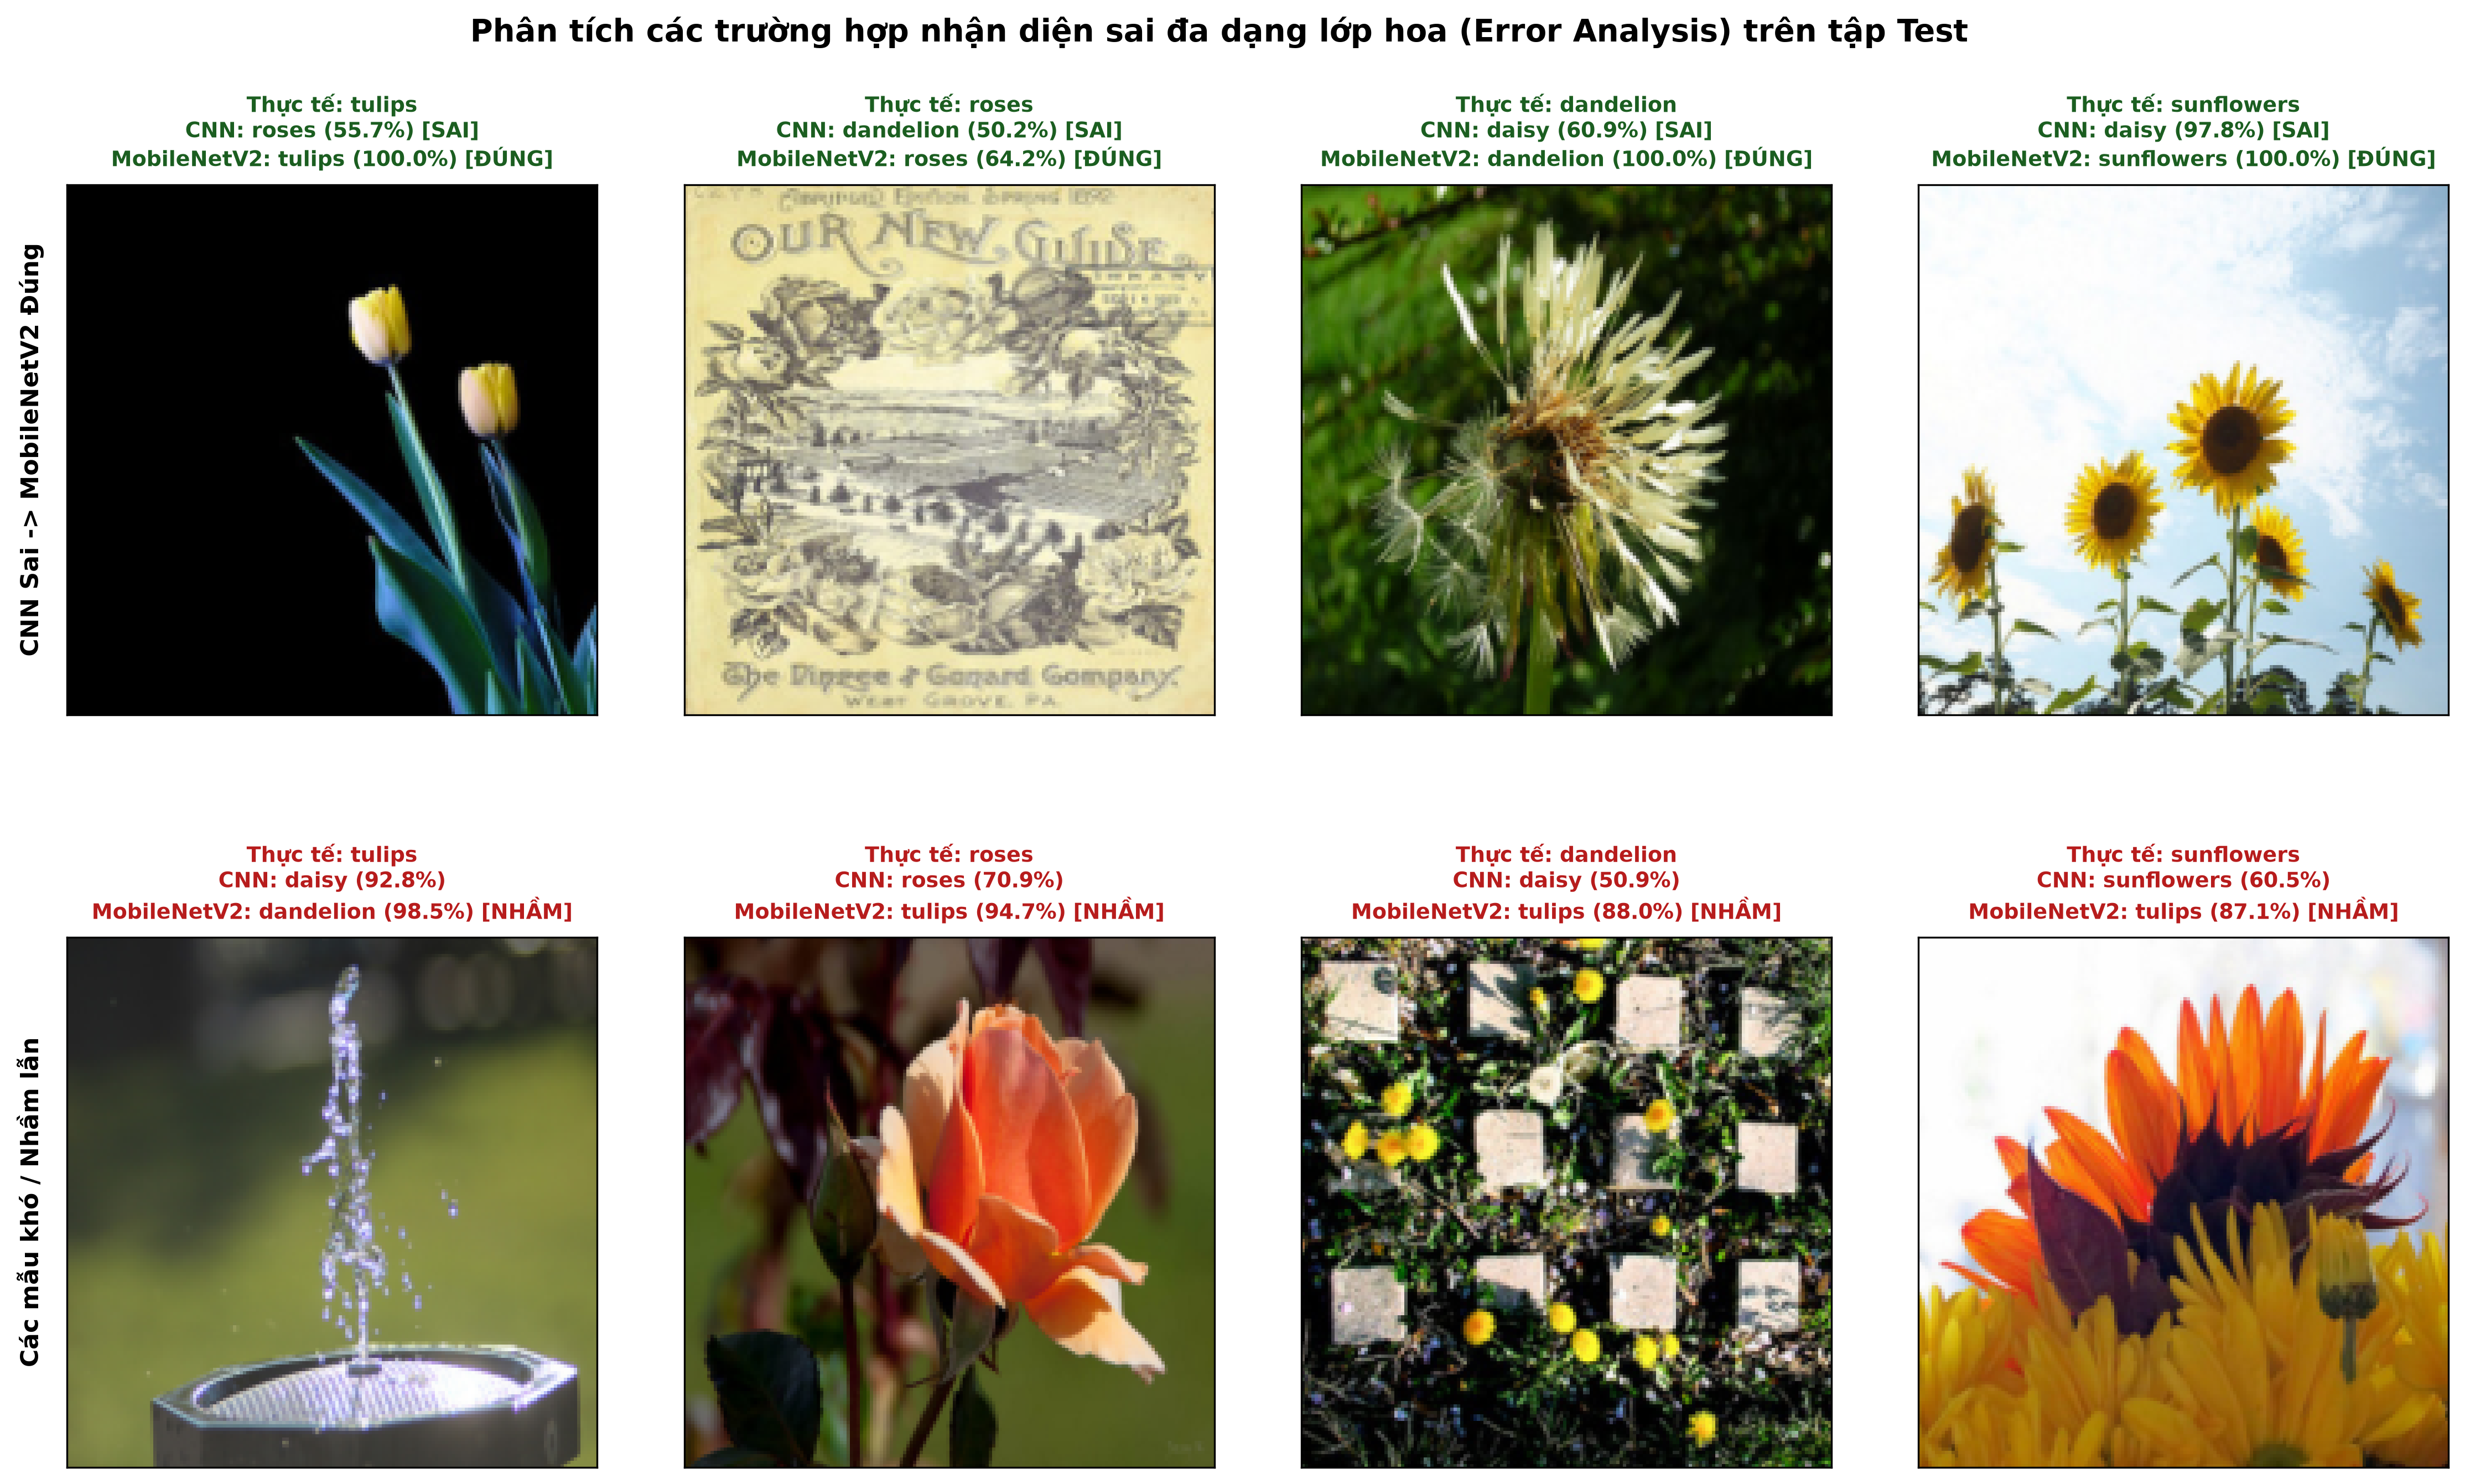 Phân tích các trường hợp nhận diện sai đa dạng lớp hoa (Error Analysis) trên tập Test
CNN Sai -> MobileNetV2 Đúng
Thực tế: tulips
CNN: roses (55.7%) [SAI]
MobileNetV2: tulips (100.0%) [ĐÚNG]
Thực tế: roses
CNN: dandelion (50.2%) [SAI]
MobileNetV2: roses (64.2%) [ĐÚNG]
OUR NEW GUIDE
The Dingee & Conard Company.
WEST GROVE, PA.
Thực tế: dandelion
CNN: daisy (60.9%) [SAI]
MobileNetV2: dandelion (100.0%) [ĐÚNG]
Thực tế: sunflowers
CNN: daisy (97.8%) [SAI]
MobileNetV2: sunflowers (100.0%) [ĐÚNG]
Các mẫu khó / Nhầm lẫn
Thực tế: tulips
CNN: daisy (92.8%)
MobileNetV2: dandelion (98.5%) [NHẦM]
Thực tế: roses
CNN: roses (70.9%)
MobileNetV2: tulips (94.7%) [NHẦM]
Thực tế: dandelion
CNN: daisy (50.9%)
MobileNetV2: tulips (88.0%) [NHẦM]
Thực tế: sunflowers
CNN: sunflowers (60.5%)
MobileNetV2: tulips (87.1%) [NHẦM]